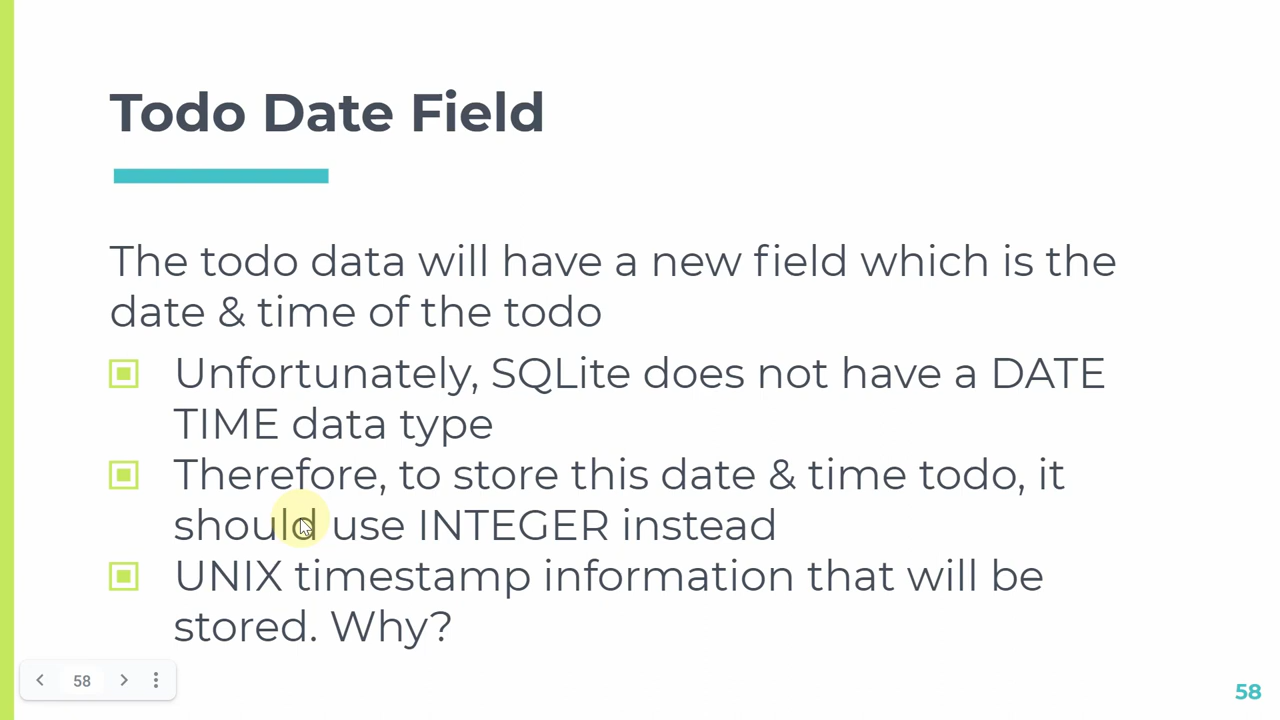 Todo Date Field
The todo data will have a new field which is the
date & time of the todo
Unfortunately, SQLite does not have a DATE
TIME data type
Therefore, to store this date & time todo, it
should use INTEGER instead
UNIX timestamp information that will be
stored. Why?
58
58